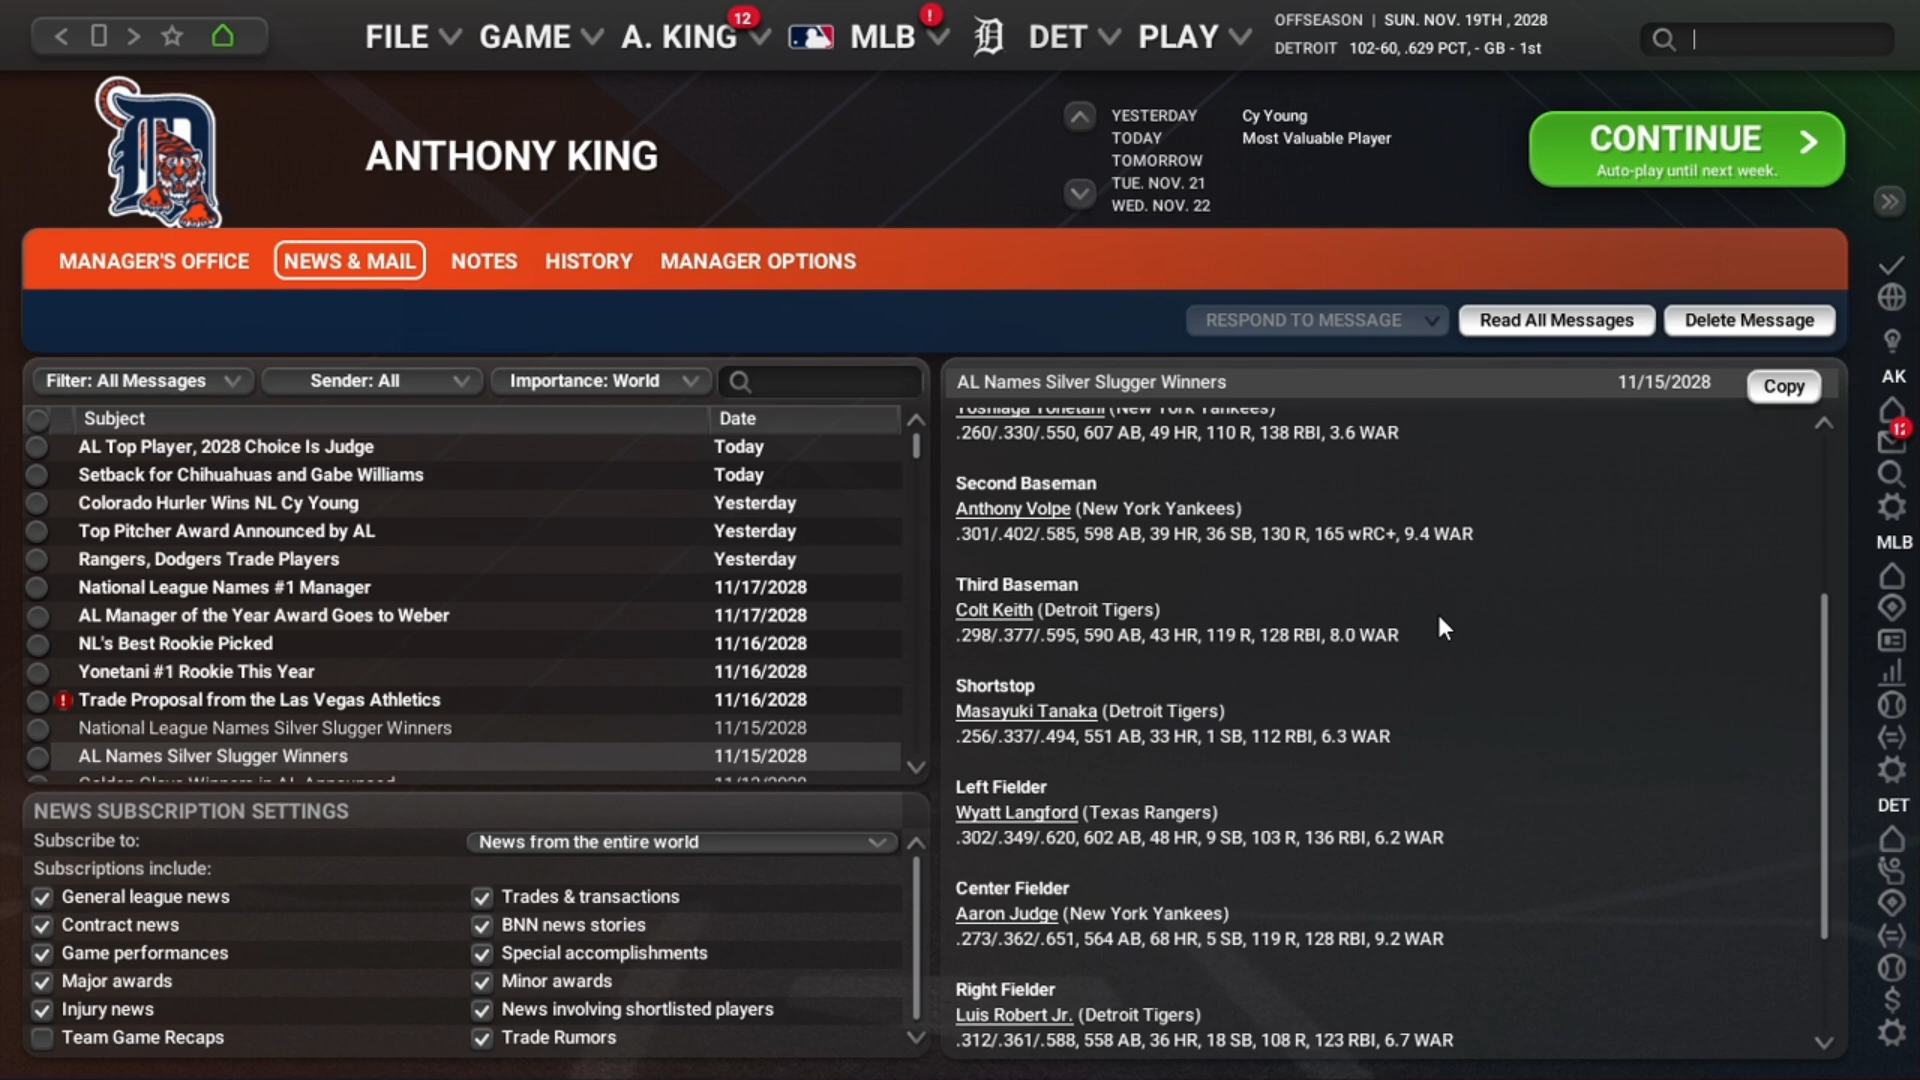 FILE GAME A. KING 12 MLB ! DET PLAY
OFFSEASON | SUN. NOV. 19TH , 2028
DETROIT 102-60, .629 PCT, - GB - 1st
ANTHONY KING
YESTERDAY Cy Young
TODAY Most Valuable Player
TOMORROW
TUE. NOV. 21
WED. NOV. 22
CONTINUE
Auto-play until next week.
MANAGER'S OFFICE NEWS & MAIL NOTES HISTORY MANAGER OPTIONS
RESPOND TO MESSAGE Read All Messages Delete Message
Filter: All Messages Sender: All Importance: World
Subject Date
AL Top Player, 2028 Choice Is Judge Today
Setback for Chihuahuas and Gabe Williams Today
Colorado Hurler Wins NL Cy Young Yesterday
Top Pitcher Award Announced by AL Yesterday
Rangers, Dodgers Trade Players Yesterday
National League Names #1 Manager 11/17/2028
AL Manager of the Year Award Goes to Weber 11/17/2028
NL's Best Rookie Picked 11/16/2028
Yonetani #1 Rookie This Year 11/16/2028
! Trade Proposal from the Las Vegas Athletics 11/16/2028
National League Names Silver Slugger Winners 11/15/2028
AL Names Silver Slugger Winners 11/15/2028
NEWS SUBSCRIPTION SETTINGS
Subscribe to: News from the entire world
Subscriptions include:
General league news Trades & transactions
Contract news BNN news stories
Game performances Special accomplishments
Major awards Minor awards
Injury news News involving shortlisted players
Team Game Recaps Trade Rumors
AL Names Silver Slugger Winners 11/15/2028 Copy
(New York Yankees)
.260/.330/.550, 607 AB, 49 HR, 110 R, 138 RBI, 3.6 WAR
Second Baseman
Anthony Volpe (New York Yankees)
.301/.402/.585, 598 AB, 39 HR, 36 SB, 130 R, 165 wRC+, 9.4 WAR
Third Baseman
Colt Keith (Detroit Tigers)
.298/.377/.595, 590 AB, 43 HR, 119 R, 128 RBI, 8.0 WAR
Shortstop
Masayuki Tanaka (Detroit Tigers)
.256/.337/.494, 551 AB, 33 HR, 1 SB, 112 RBI, 6.3 WAR
Left Fielder
Wyatt Langford (Texas Rangers)
.302/.349/.620, 602 AB, 48 HR, 9 SB, 103 R, 136 RBI, 6.2 WAR
Center Fielder
Aaron Judge (New York Yankees)
.273/.362/.651, 564 AB, 68 HR, 5 SB, 119 R, 128 RBI, 9.2 WAR
Right Fielder
Luis Robert Jr. (Detroit Tigers)
.312/.361/.588, 558 AB, 36 HR, 18 SB, 108 R, 123 RBI, 6.7 WAR
AK
MLB
DET